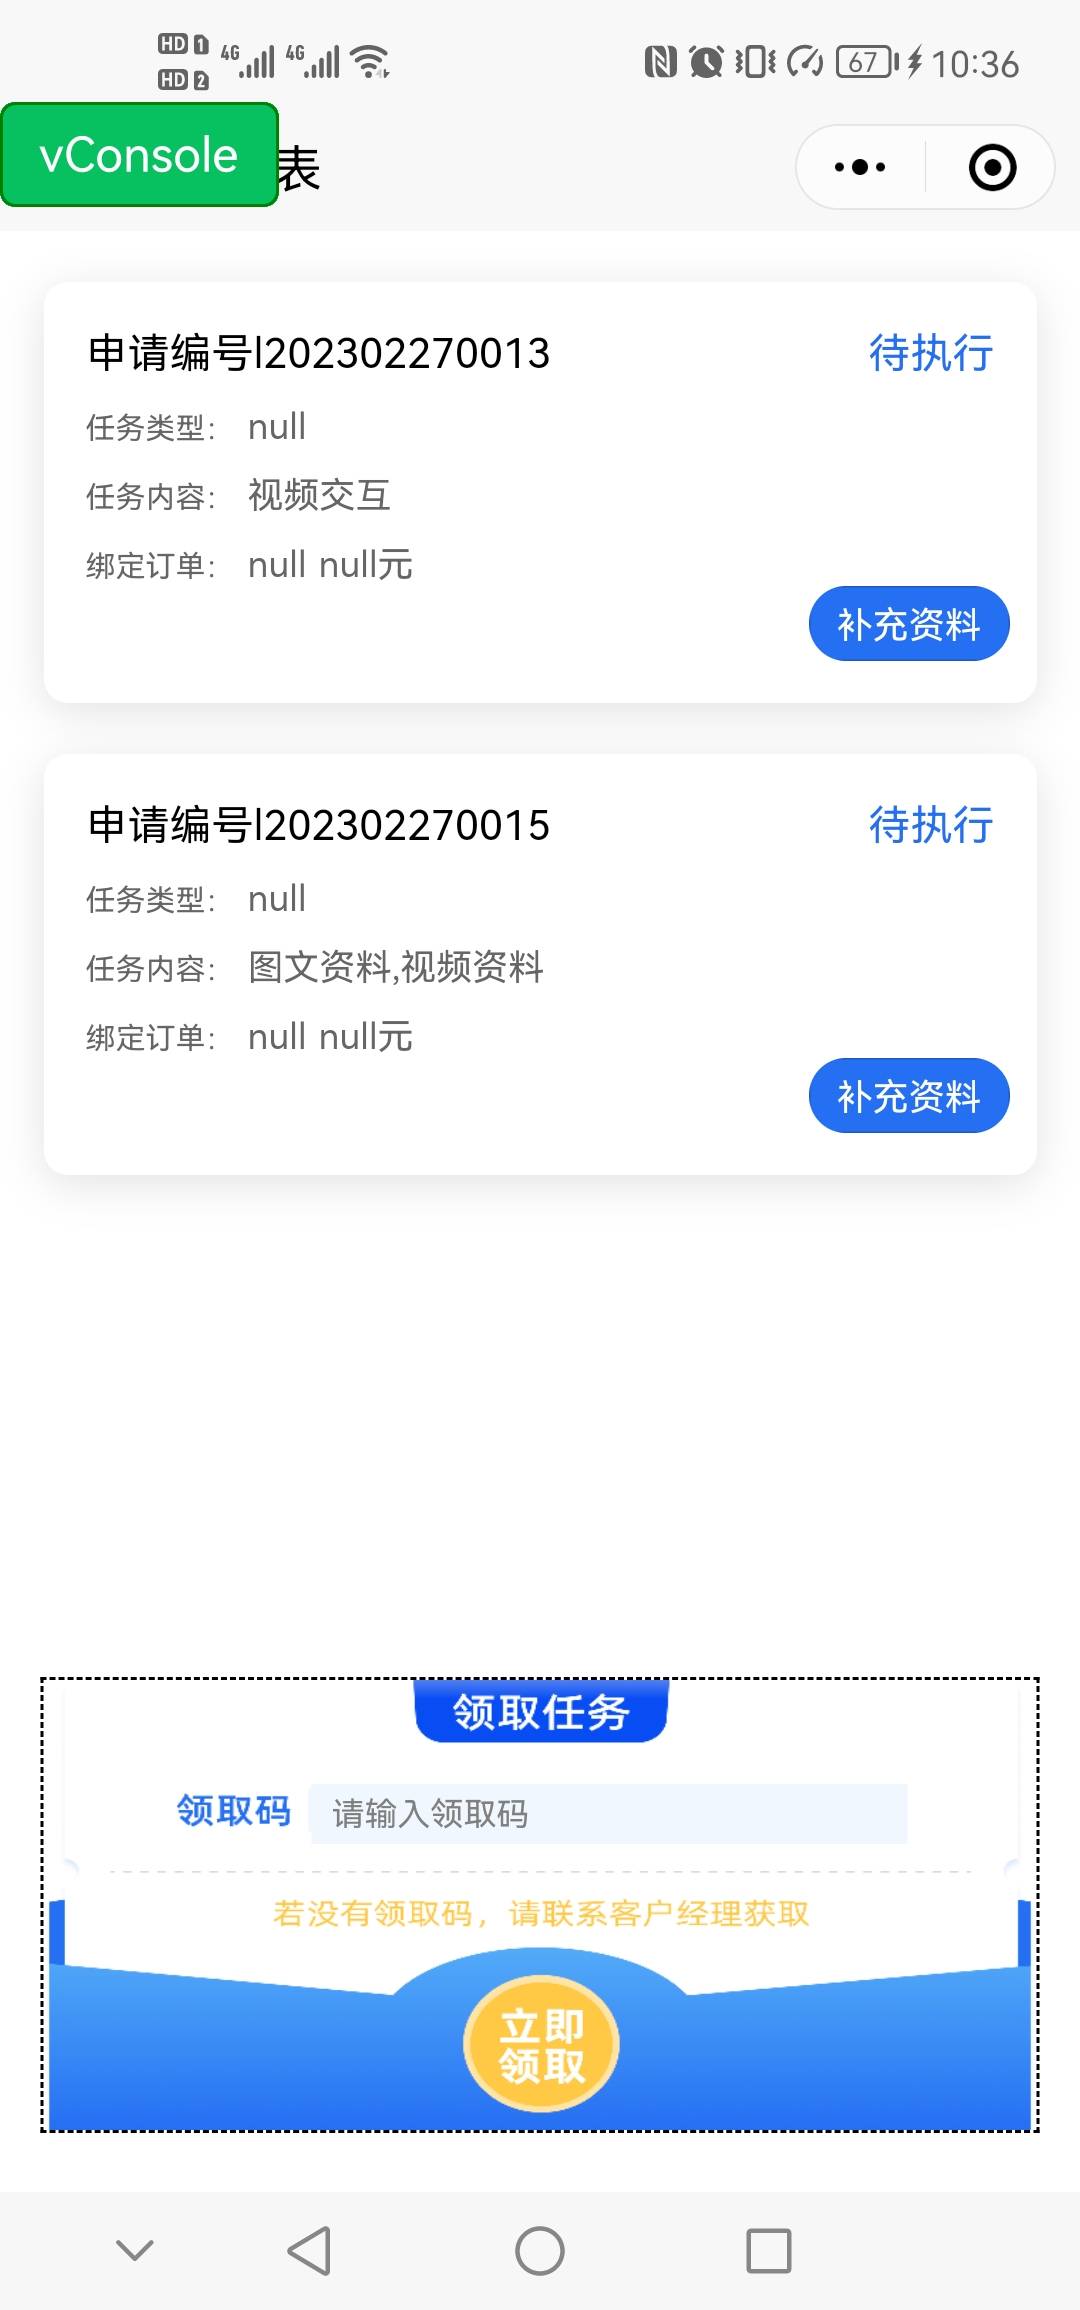 HD 1 4G 4G 67 10:36
HD 2
vConsole 表
申请编号I202302270013 待执行
任务类型: null
任务内容: 视频交互
绑定订单: null null元
补充资料
申请编号I202302270015 待执行
任务类型: null
任务内容: 图文资料,视频资料
绑定订单: null null元
补充资料
领取任务
领取码 请输入领取码
若没有领取码，请联系客户经理获取
立即
领取